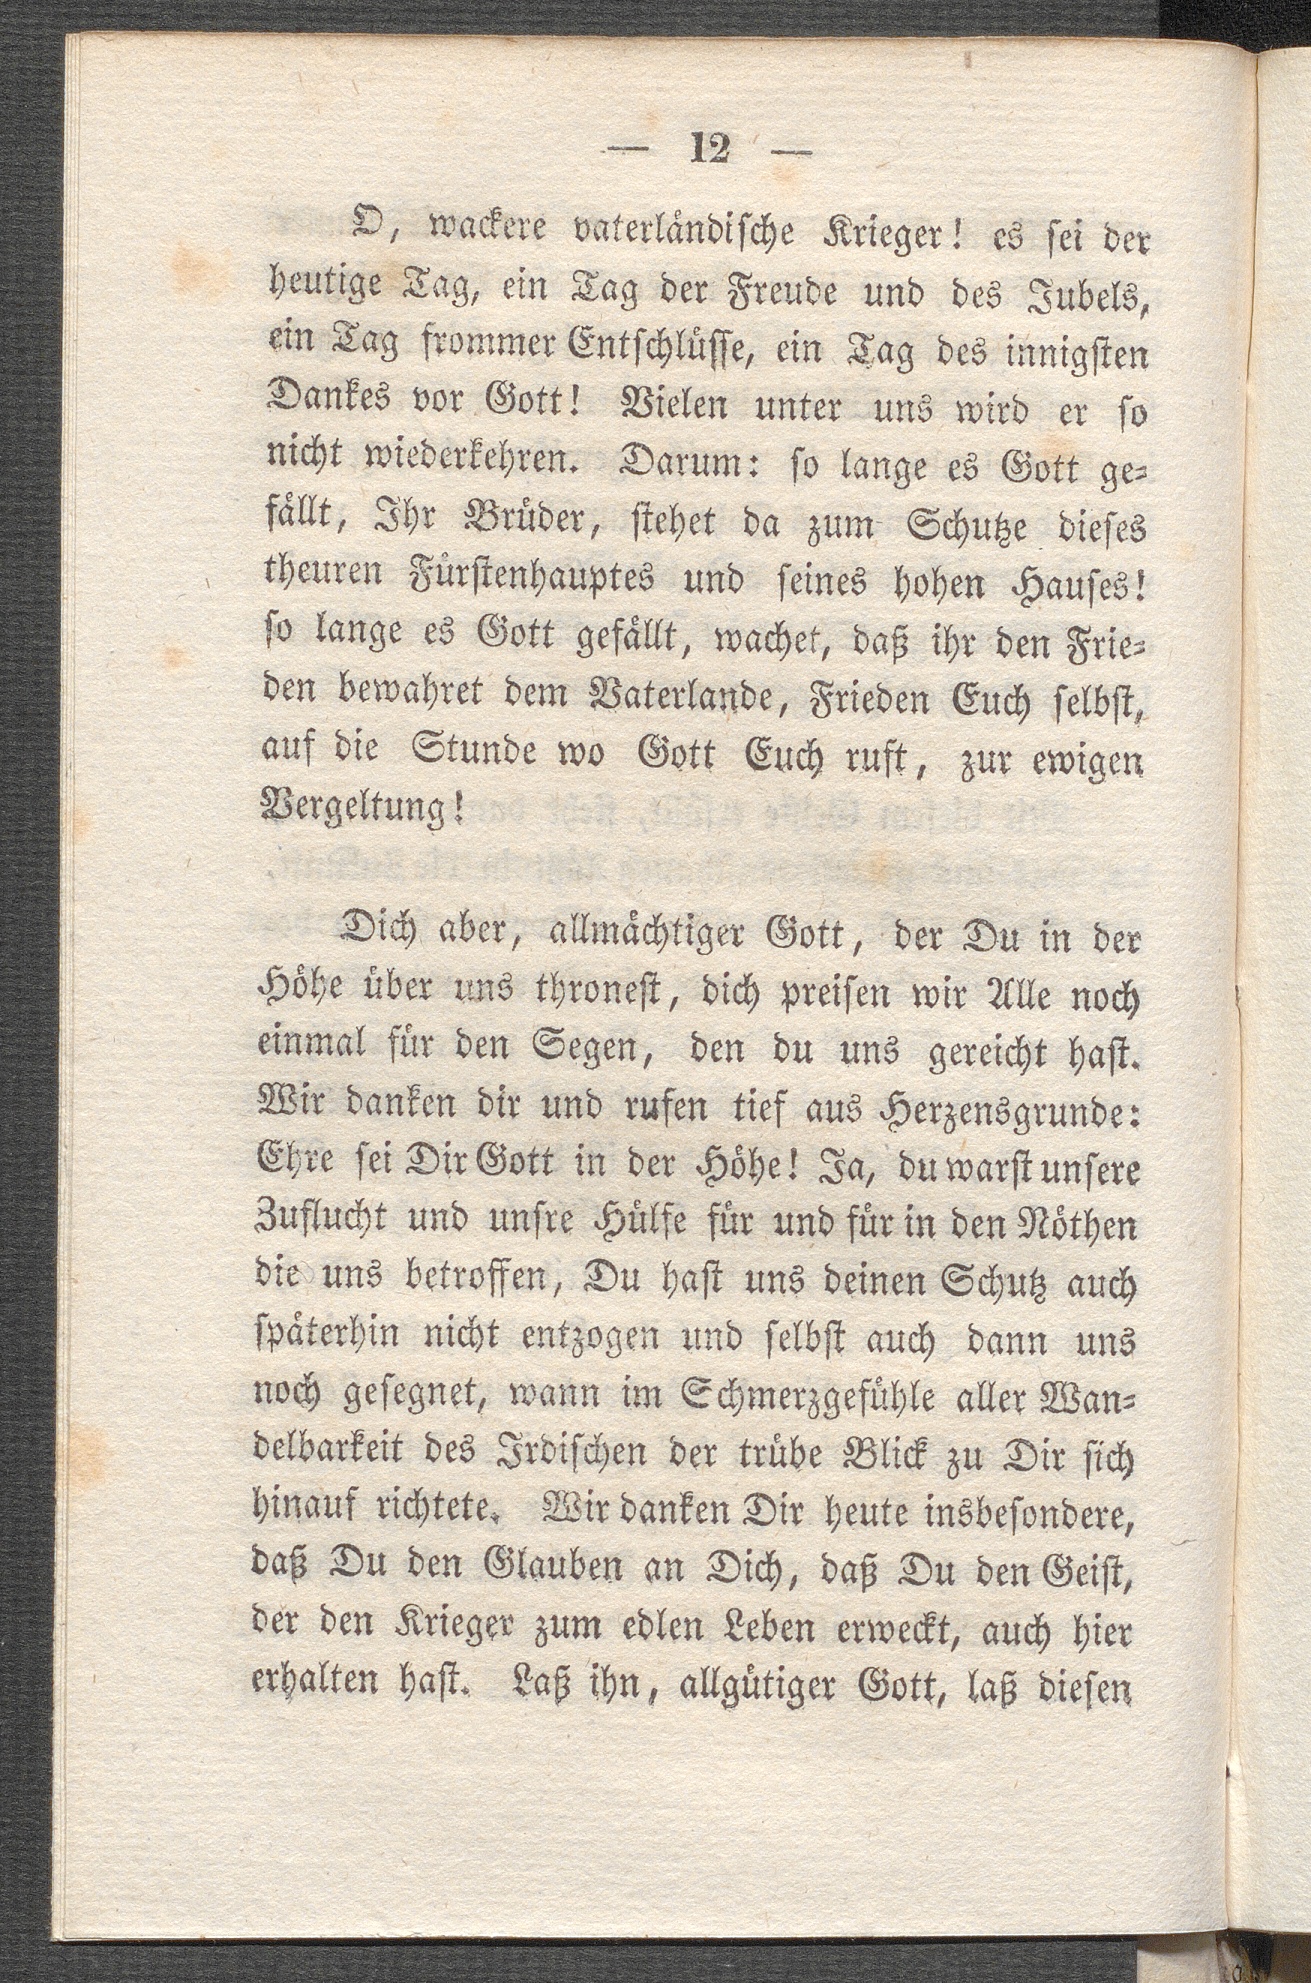 — 12 —
O, wackere vaterländische Krieger! es sei der
heutige Tag, ein Tag der Freude und des Jubels,
ein Tag frommer Entschlüsse, ein Tag des innigsten
Dankes vor Gott! Vielen unter uns wird er so
nicht wiederkehren. Darum: so lange es Gott ge-
fällt, Ihr Brüder, stehet da zum Schutze dieses
theuren Fürstenhauptes und seines hohen Hauses!
so lange es Gott gefällt, wachet, daß ihr den Frie-
den bewahret dem Vaterlande, Frieden Euch selbst,
auf die Stunde wo Gott Euch ruft, zur ewigen
Vergeltung!
Dich aber, allmächtiger Gott, der Du in der
Höhe über uns thronest, dich preisen wir Alle noch
einmal für den Segen, den du uns gereicht hast.
Wir danken dir und rufen tief aus Herzensgrunde:
Ehre sei Dir Gott in der Höhe! Ja, du warst unsere
Zuflucht und unsre Hülfe für und für in den Nöthen
die uns betroffen, Du hast uns deinen Schutz auch
späterhin nicht entzogen und selbst auch dann uns
noch gesegnet, wann im Schmerzgefühle aller Wan-
delbarkeit des Irdischen der trübe Blick zu Dir sich
hinauf richtete. Wir danken Dir heute insbesondere,
daß Du den Glauben an Dich, daß Du den Geist,
der den Krieger zum edlen Leben erweckt, auch hier
erhalten hast. Laß ihn, allgütiger Gott, laß diesen